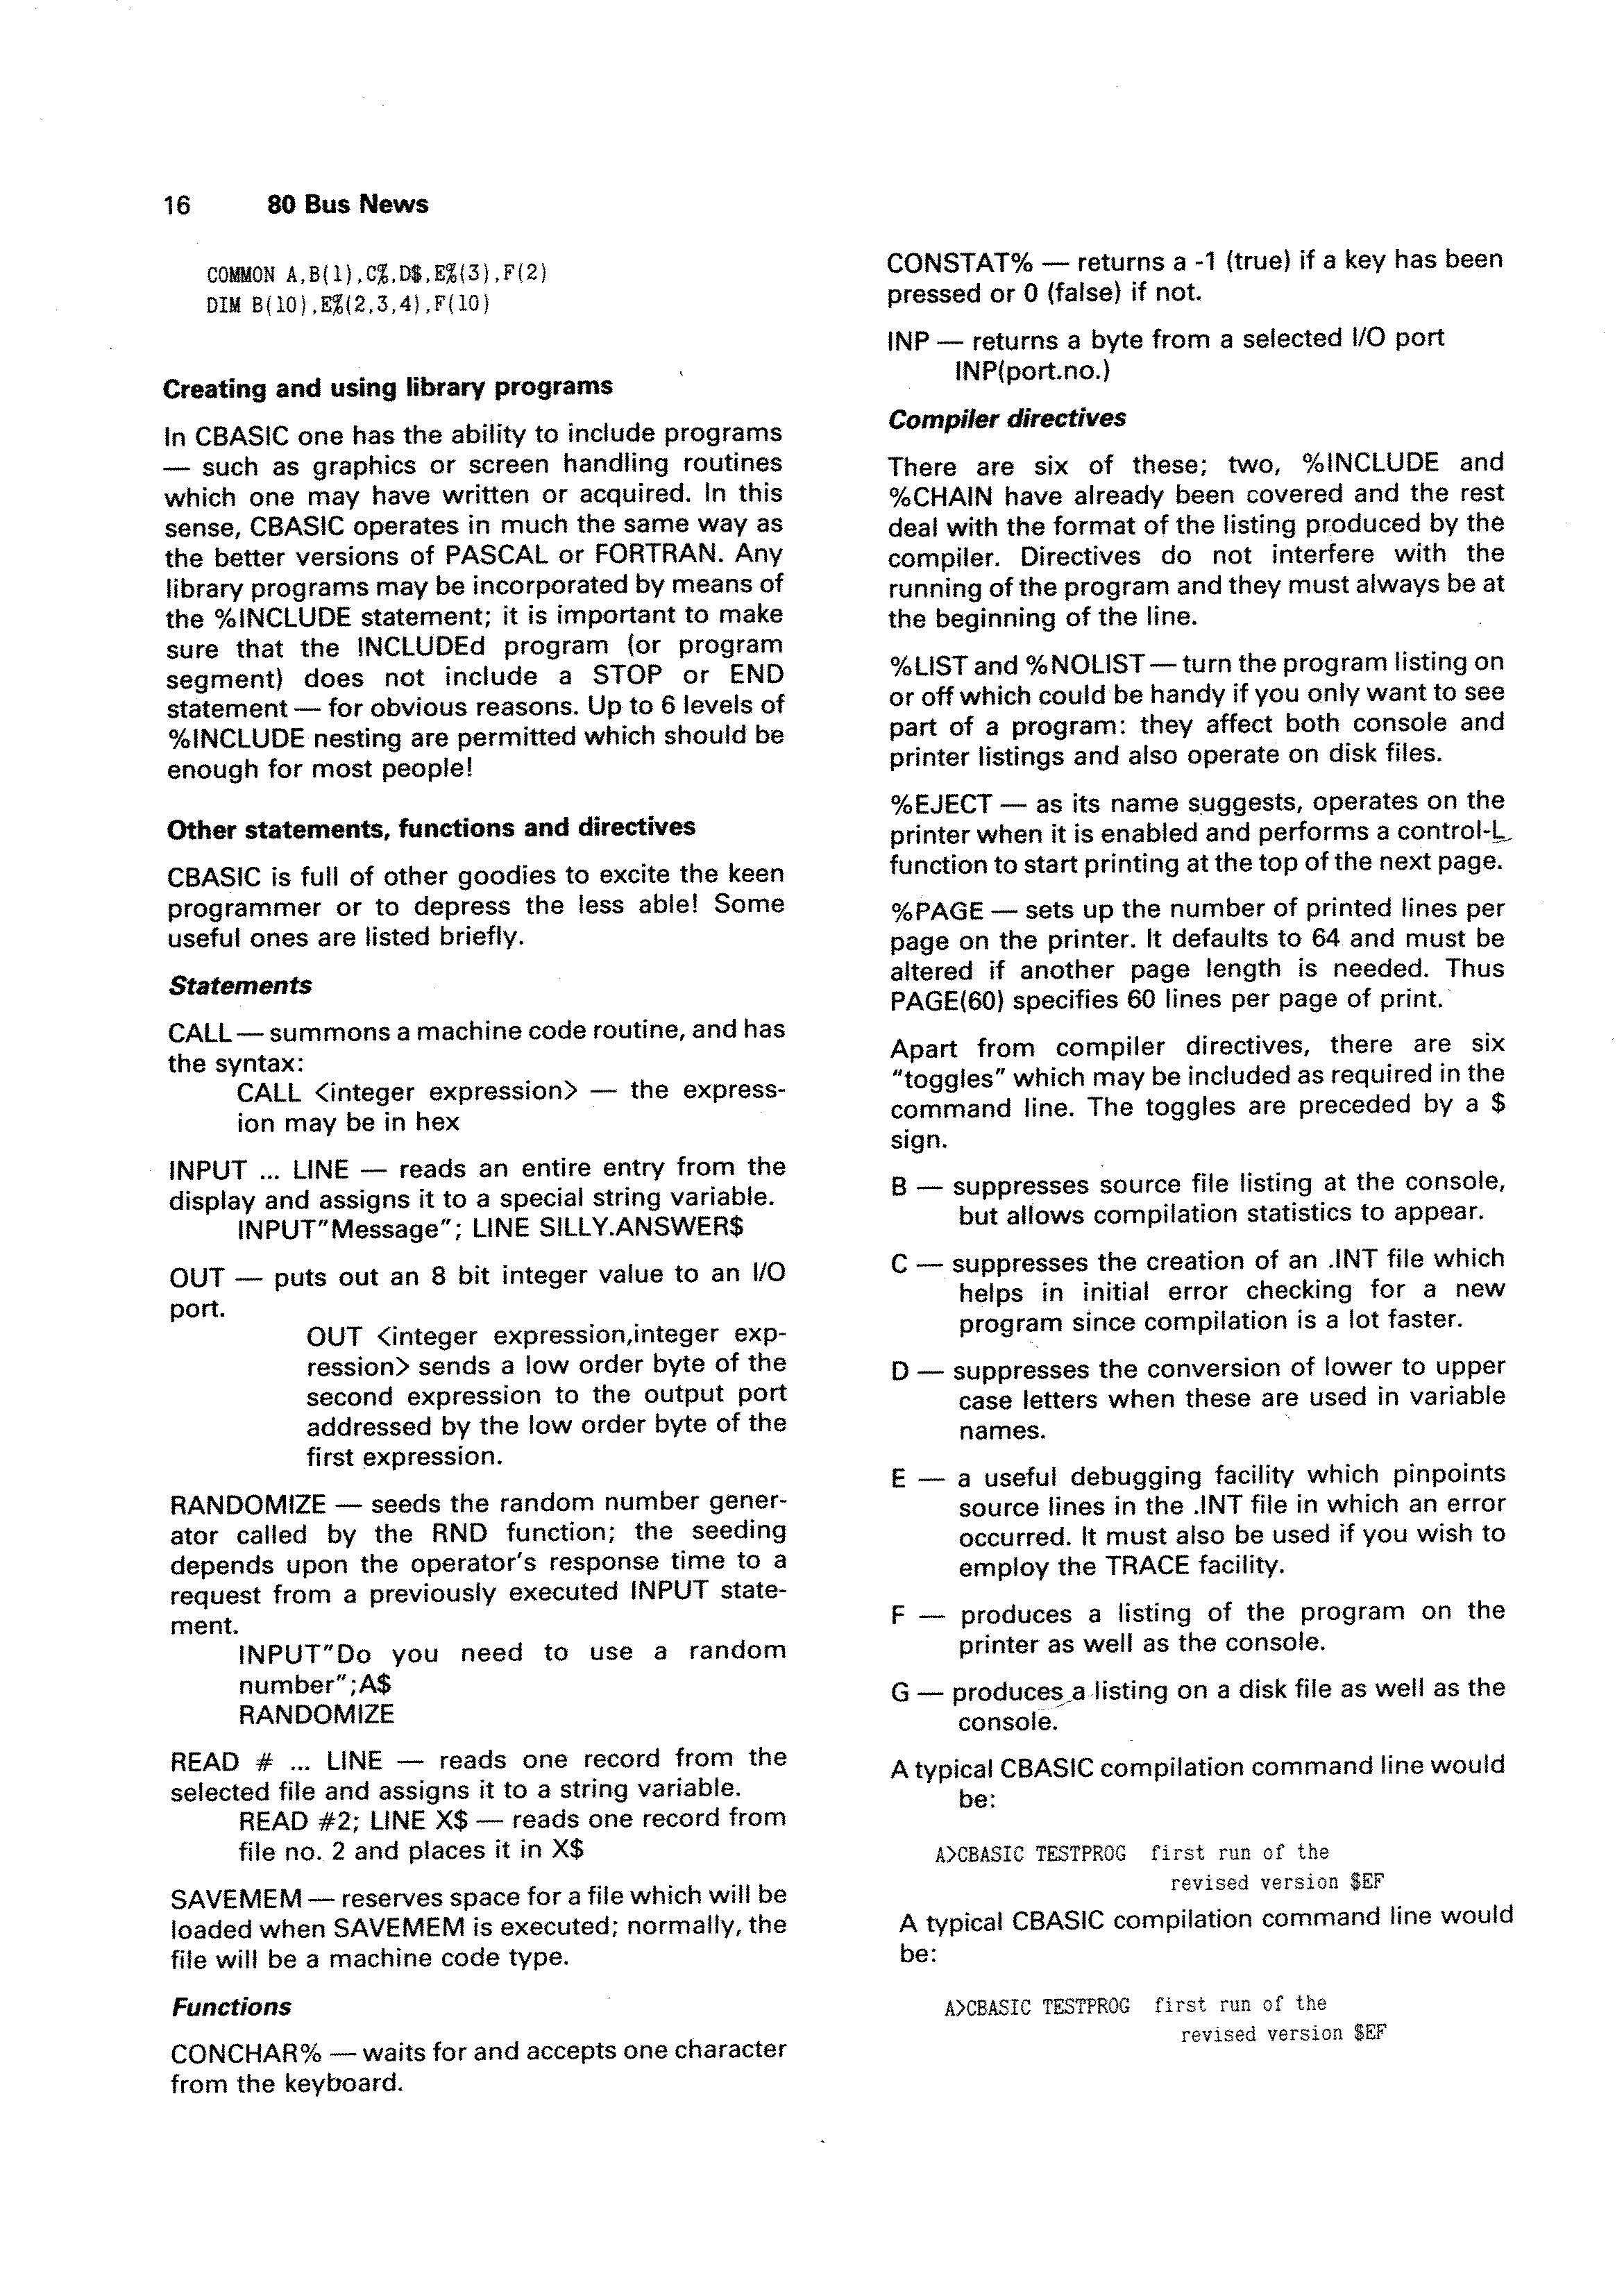 16 80 Bus News
COMMON A,B(1),C%,D$,E%(3),F(2)
DIM B(10),E%(2,3,4),F(10)
Creating and using library programs
In CBASIC one has the ability to include programs
— such as graphics or screen handling routines
which one may have written or acquired. In this
sense, CBASIC operates in much the same way as
the better versions of PASCAL or FORTRAN. Any
library programs may be incorporated by means of
the %INCLUDE statement; it is important to make
sure that the INCLUDEd program (or program
segment) does not include a STOP or END
statement — for obvious reasons. Up to 6 levels of
%INCLUDE nesting are permitted which should be
enough for most people!
Other statements, functions and directives
CBASIC is full of other goodies to excite the keen
programmer or to depress the less able! Some
useful ones are listed briefly.
Statements
CALL — summons a machine code routine, and has
the syntax:
CALL <integer expression> — the express-
ion may be in hex
INPUT ... LINE — reads an entire entry from the
display and assigns it to a special string variable.
INPUT"Message"; LINE SILLY.ANSWER$
OUT — puts out an 8 bit integer value to an I/O
port.
OUT <integer expression,integer exp-
ression> sends a low order byte of the
second expression to the output port
addressed by the low order byte of the
first expression.
RANDOMIZE — seeds the random number gener-
ator called by the RND function; the seeding
depends upon the operator's response time to a
request from a previously executed INPUT state-
ment.
INPUT"Do you need to use a random
number";A$
RANDOMIZE
READ # ... LINE — reads one record from the
selected file and assigns it to a string variable.
READ #2; LINE X$ — reads one record from
file no. 2 and places it in X$
SAVEMEM — reserves space for a file which will be
loaded when SAVEMEM is executed; normally, the
file will be a machine code type.
Functions
CONCHAR% — waits for and accepts one character
from the keyboard.
CONSTAT% — returns a -1 (true) if a key has been
pressed or 0 (false) if not.
INP — returns a byte from a selected I/O port
INP(port.no.)
Compiler directives
There are six of these; two, %INCLUDE and
%CHAIN have already been covered and the rest
deal with the format of the listing produced by the
compiler. Directives do not interfere with the
running of the program and they must always be at
the beginning of the line.
%LIST and %NOLIST — turn the program listing on
or off which could be handy if you only want to see
part of a program: they affect both console and
printer listings and also operate on disk files.
%EJECT — as its name suggests, operates on the
printer when it is enabled and performs a control-L
function to start printing at the top of the next page.
%PAGE — sets up the number of printed lines per
page on the printer. It defaults to 64 and must be
altered if another page length is needed. Thus
PAGE(60) specifies 60 lines per page of print.
Apart from compiler directives, there are six
"toggles" which may be included as required in the
command line. The toggles are preceded by a $
sign.
B — suppresses source file listing at the console,
but allows compilation statistics to appear.
C — suppresses the creation of an .INT file which
helps in initial error checking for a new
program since compilation is a lot faster.
D — suppresses the conversion of lower to upper
case letters when these are used in variable
names.
E — a useful debugging facility which pinpoints
source lines in the .INT file in which an error
occurred. It must also be used if you wish to
employ the TRACE facility.
F — produces a listing of the program on the
printer as well as the console.
G — produces a listing on a disk file as well as the
console.
A typical CBASIC compilation command line would
be:
A>CBASIC TESTPROG first run of the
revised version $EF
A typical CBASIC compilation command line would
be:
A>CBASIC TESTPROG first run of the
revised version $EF